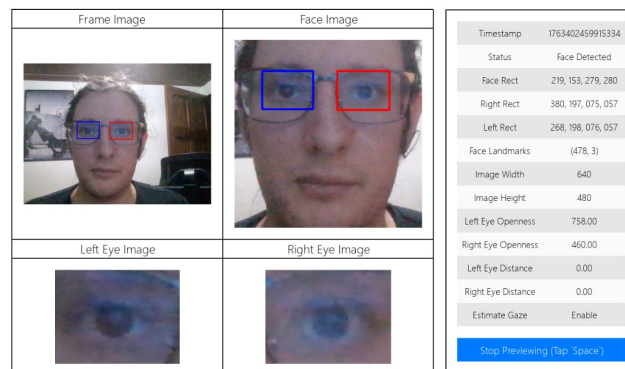 Frame Image
Face Image
Left Eye Image
Right Eye Image
Timestamp 1763402459915334
Status Face Detected
Face Rect 219, 153, 279, 280
Right Rect 380, 197, 075, 057
Left Rect 268, 198, 076, 057
Face Landmarks (478, 3)
Image Width 640
Image Height 480
Left Eye Openness 758.00
Right Eye Openness 460.00
Left Eye Distance 0.00
Right Eye Distance 0.00
Estimate Gaze Enable
Stop Previewing (Tap `Space`)